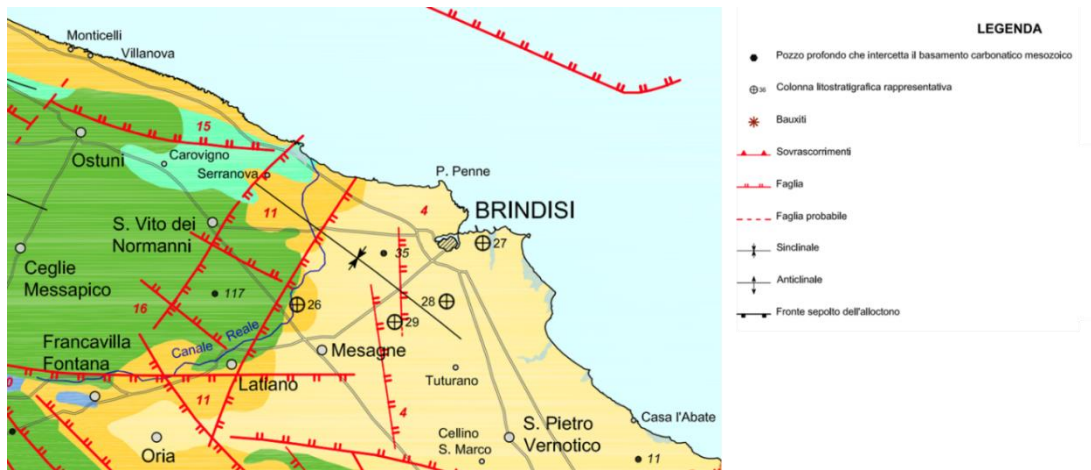 Monticelli
Villanova
15
Ostuni
Carovigno
Serranova
P. Penne
4
BRINDISI
11
S. Vito dei
Normanni
27
35
Ceglie
Messapico
117
16
26
28
29
Canale Reale
Francavilla
Fontana
Mesagne
Latiano
Tuturano
11
4
Casa l'Abate
S. Pietro
Vernotico
Cellino
S. Marco
Oria
11
LEGENDA
Pozzo profondo che intercetta il basamento carbonatico mesozoico
36 Colonna litostratigrafica rappresentativa
Bauxiti
Sovrascorrimenti
Faglia
Faglia probabile
Sinclinale
Anticlinale
Fronte sepolto dell'alloctono